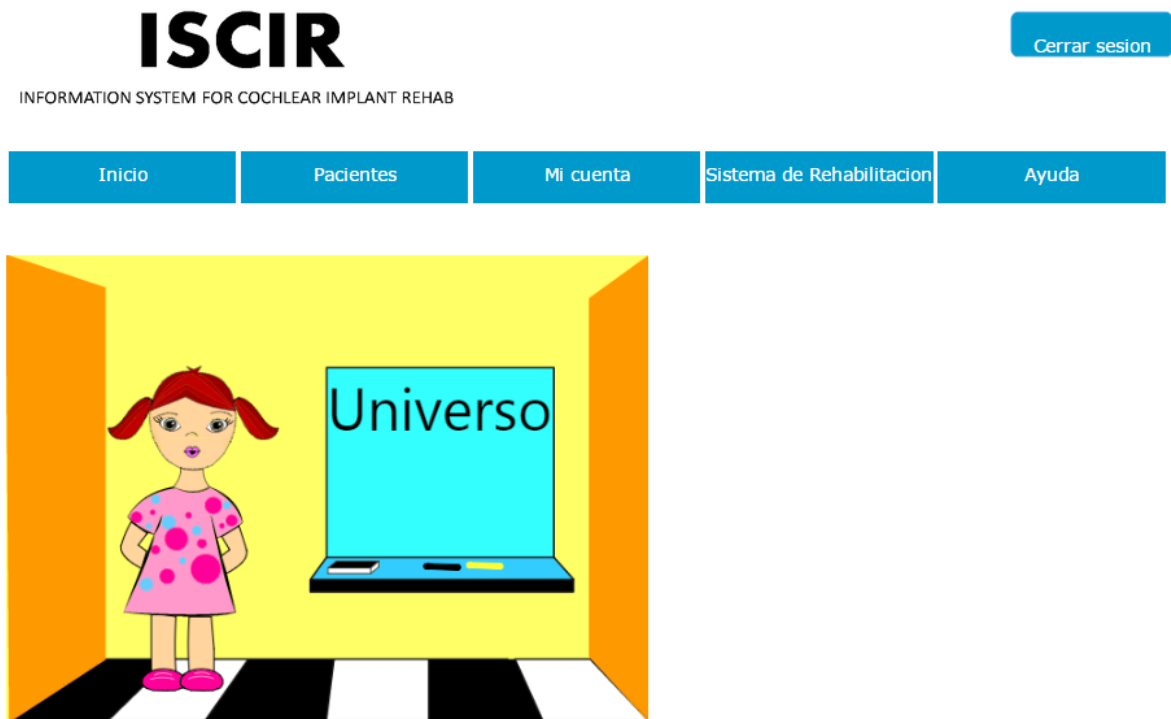 ISCIR
Cerrar sesion
INFORMATION SYSTEM FOR COCHLEAR IMPLANT REHAB
Inicio Pacientes Mi cuenta Sistema de Rehabilitacion Ayuda
Universo